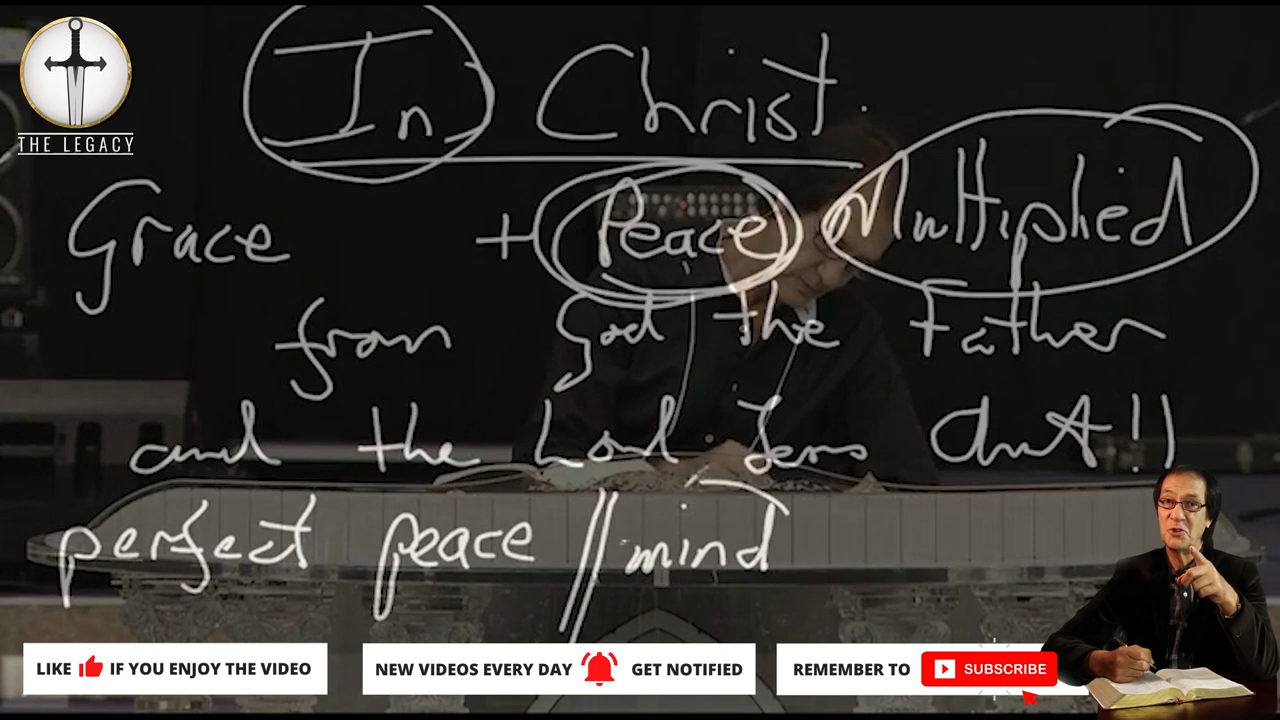 THE LEGACY
In Christ.
Grace + Peace Multiplied
from God the Father
and the Lord Jesus Christ!!
perfect peace // mind
LIKE IF YOU ENJOY THE VIDEO
NEW VIDEOS EVERY DAY GET NOTIFIED
REMEMBER TO SUBSCRIBE